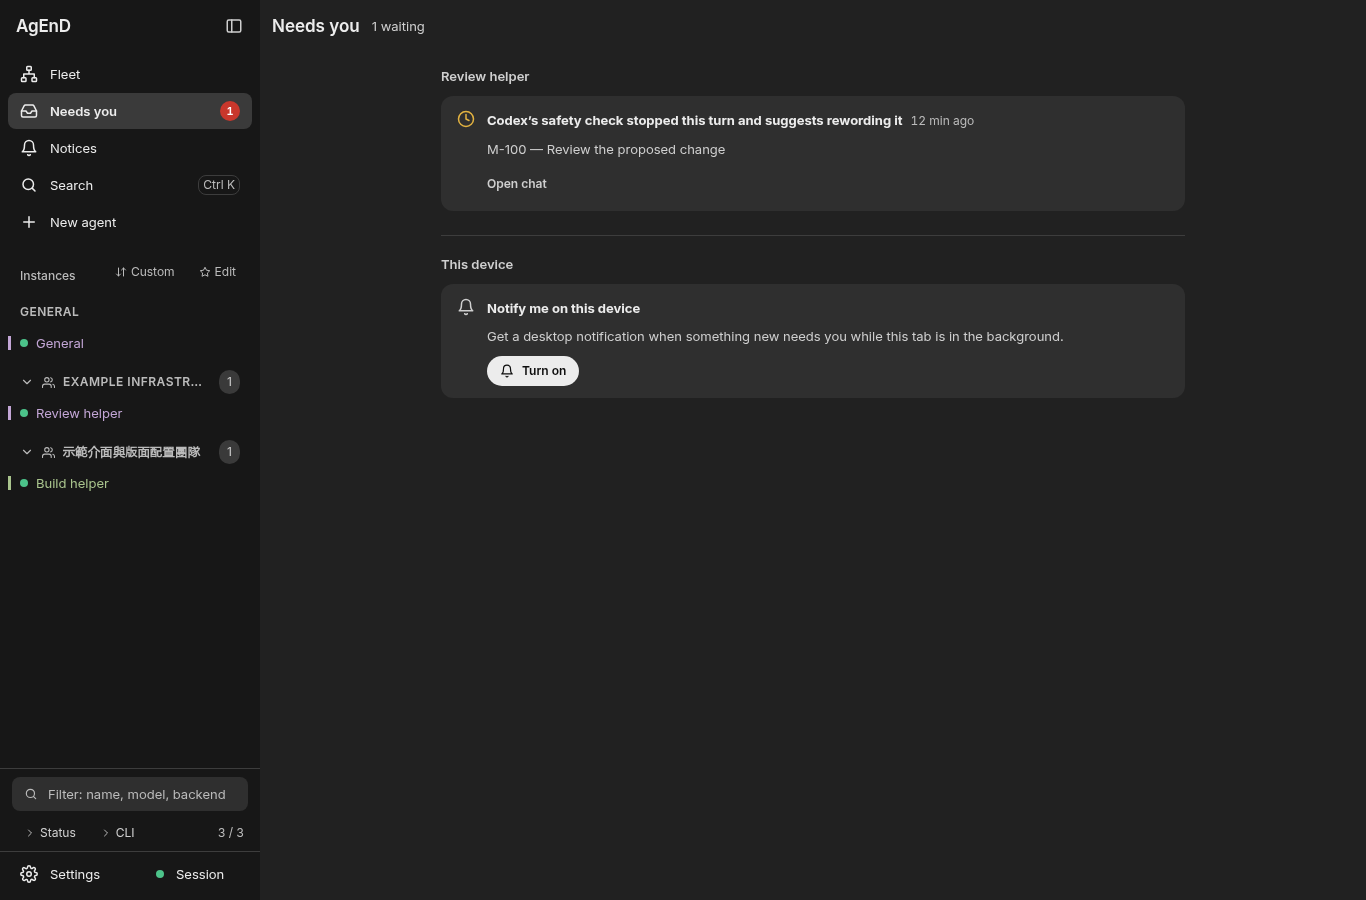 AgEnD
Fleet
Needs you 1
Notices
Search Ctrl K
New agent
Instances Custom Edit
GENERAL
General
EXAMPLE INFRASTR... 1
Review helper
示範介面與版面配置團隊 1
Build helper
Filter: name, model, backend
Status CLI 3 / 3
Settings Session
Needs you 1 waiting
Review helper
Codex’s safety check stopped this turn and suggests rewording it 12 min ago
M-100 — Review the proposed change
Open chat
This device
Notify me on this device
Get a desktop notification when something new needs you while this tab is in the background.
Turn on